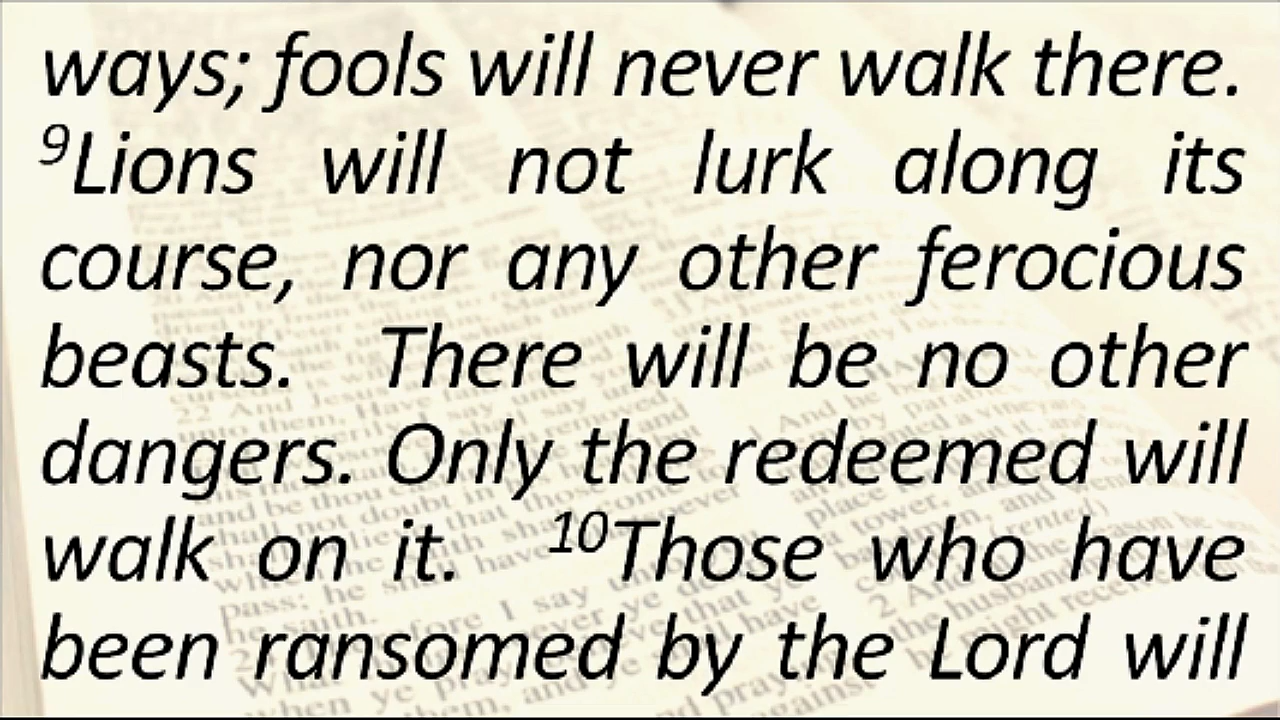 ways; fools will never walk there.
⁹Lions will not lurk along its
course, nor any other ferocious
beasts. There will be no other
dangers. Only the redeemed will
walk on it. ¹⁰Those who have
been ransomed by the Lord will